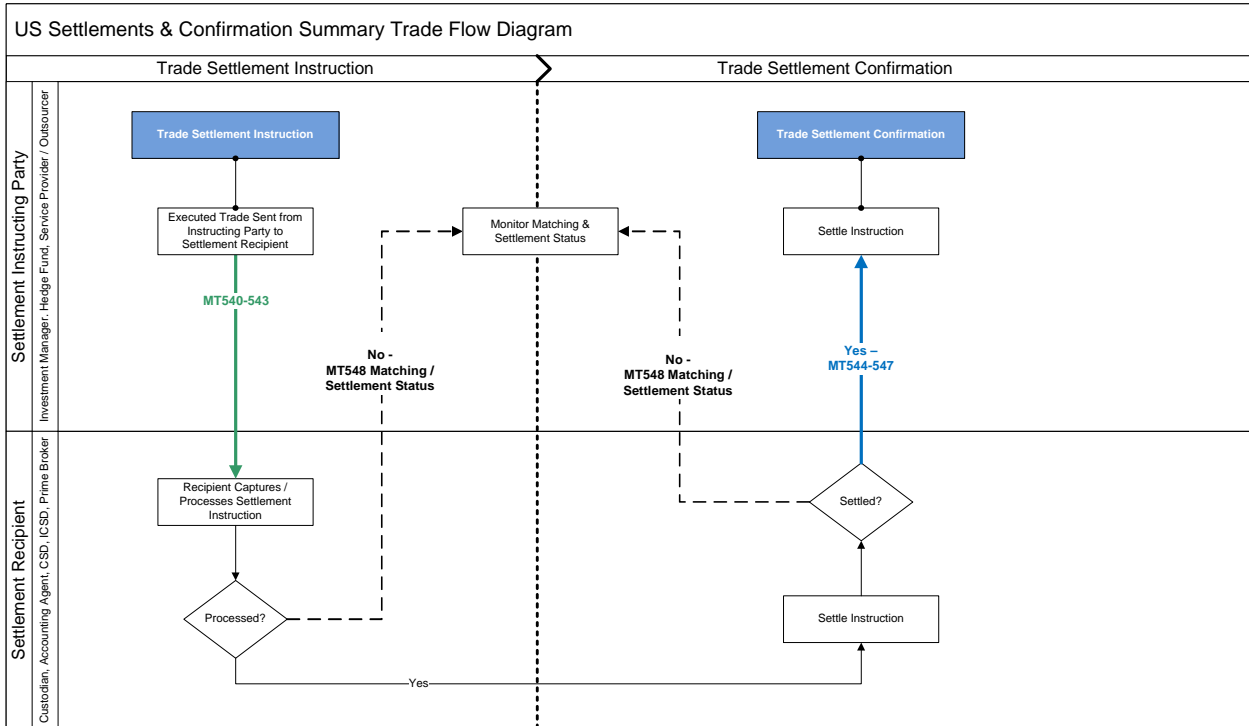 US Settlements & Confirmation Summary Trade Flow Diagram
Trade Settlement Instruction
Trade Settlement Confirmation
Settlement Instructing Party
Investment Manager. Hedge Fund, Service Provider / Outsourcer
Trade Settlement Instruction
Executed Trade Sent from
Instructing Party to
Settlement Recipient
MT540-543
No -
MT548 Matching /
Settlement Status
Monitor Matching &
Settlement Status
No -
MT548 Matching /
Settlement Status
Trade Settlement Confirmation
Settle Instruction
Yes –
MT544-547
Settlement Recipient
Custodian, Accounting Agent, CSD, ICSD, Prime Broker
Recipient Captures /
Processes Settlement
Instruction
Processed?
Yes
Settled?
Settle Instruction